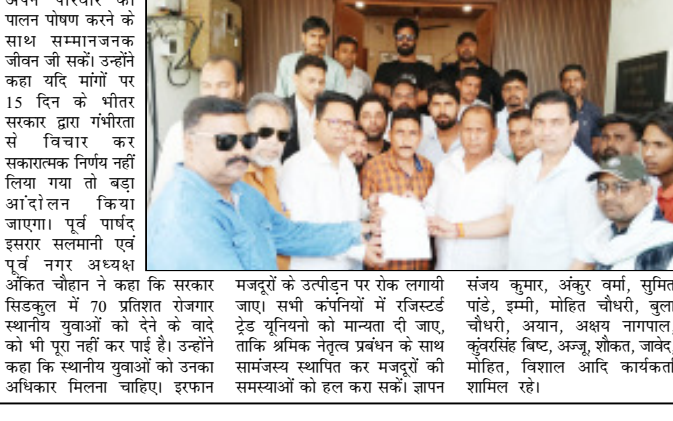 अपने परिवार का
पालन पोषण करने के
साथ सम्मानजनक
जीवन जी सकें। उन्होंने
कहा यदि मांगों पर
15 दिन के भीतर
सरकार द्वारा गंभीरता
से विचार कर
सकारात्मक निर्णय नहीं
लिया गया तो बड़ा
आंदोलन किया
जाएगा। पूर्व पार्षद
इसरार सलमानी एवं
पूर्व नगर अध्यक्ष
अंकित चौहान ने कहा कि सरकार
सिडकुल में 70 प्रतिशत रोजगार
स्थानीय युवाओं को देने के वादे
को भी पूरा नहीं कर पाई है। उन्होंने
कहा कि स्थानीय युवाओं को उनका
अधिकार मिलना चाहिए। इरफान
मजदूरों के उत्पीड़न पर रोक लगायी
जाए। सभी कंपनियों में रजिस्टर्ड
ट्रेड यूनियनो को मान्यता दी जाए,
ताकि श्रमिक नेतृत्व प्रबंधन के साथ
सामंजस्य स्थापित कर मजदूरों की
समस्याओं को हल करा सकें। ज्ञापन
संजय कुमार, अंकुर वर्मा, सुमित
पांडे, इम्मी, मोहित चौधरी, बुला
चौधरी, अयान, अक्षय नागपाल,
कुंवरसिंह बिष्ट, अज्जू, शौकत, जावेद,
मोहित, विशाल आदि कार्यकर्ता
शामिल रहे।